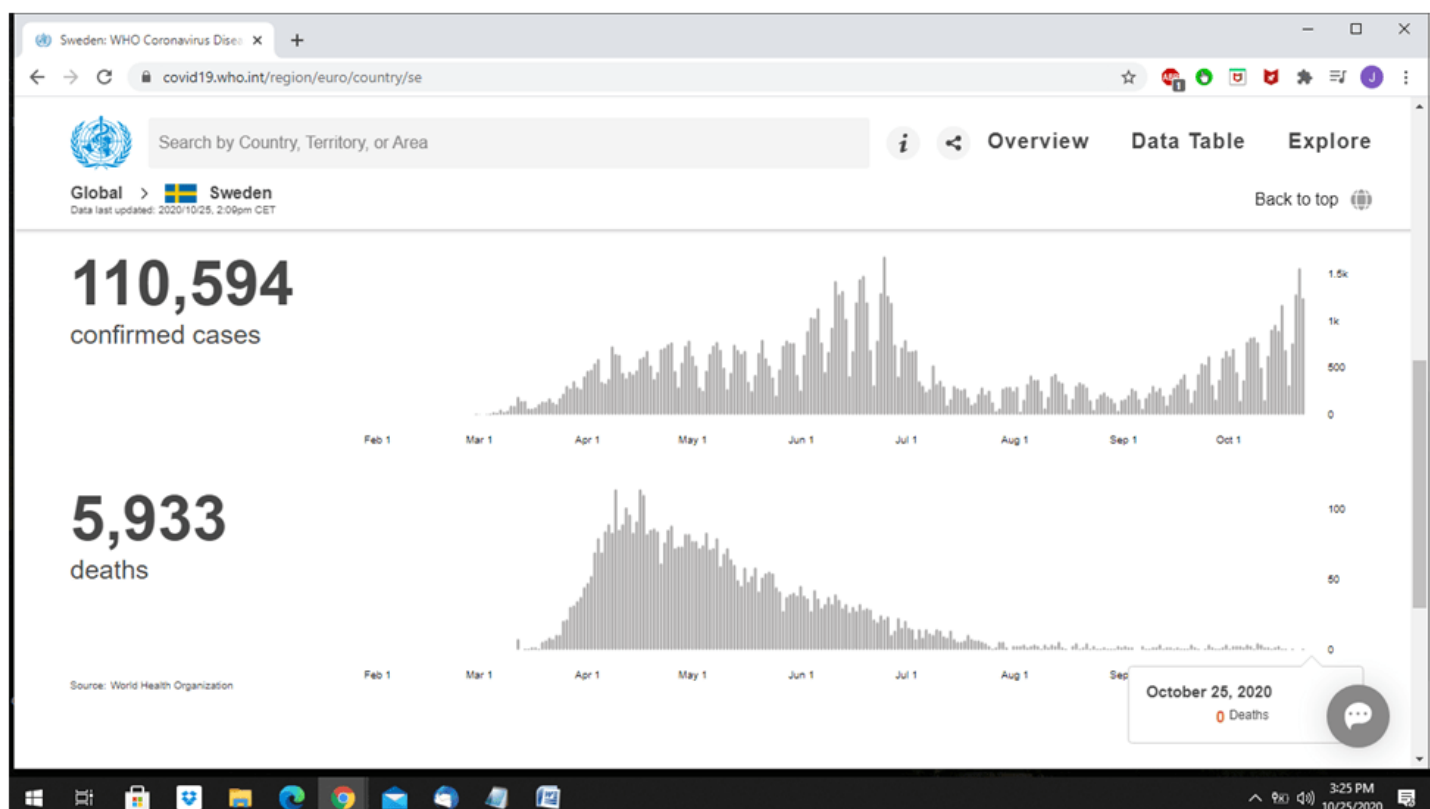 Sweden: WHO Coronavirus Disea
covid19.who.int/region/euro/country/se
ABP
1
J
Search by Country, Territory, or Area
i
Overview Data Table Explore
Global > Sweden
Data last updated: 2020/10/25, 2:09pm CET
Back to top
110,594
confirmed cases
1.5k
1k
500
0
Feb 1 Mar 1 Apr 1 May 1 Jun 1 Jul 1 Aug 1 Sep 1 Oct 1
5,933
deaths
100
50
0
Feb 1 Mar 1 Apr 1 May 1 Jun 1 Jul 1 Aug 1 Sep
Source: World Health Organization
October 25, 2020
0 Deaths
3:25 PM
10/25/2020